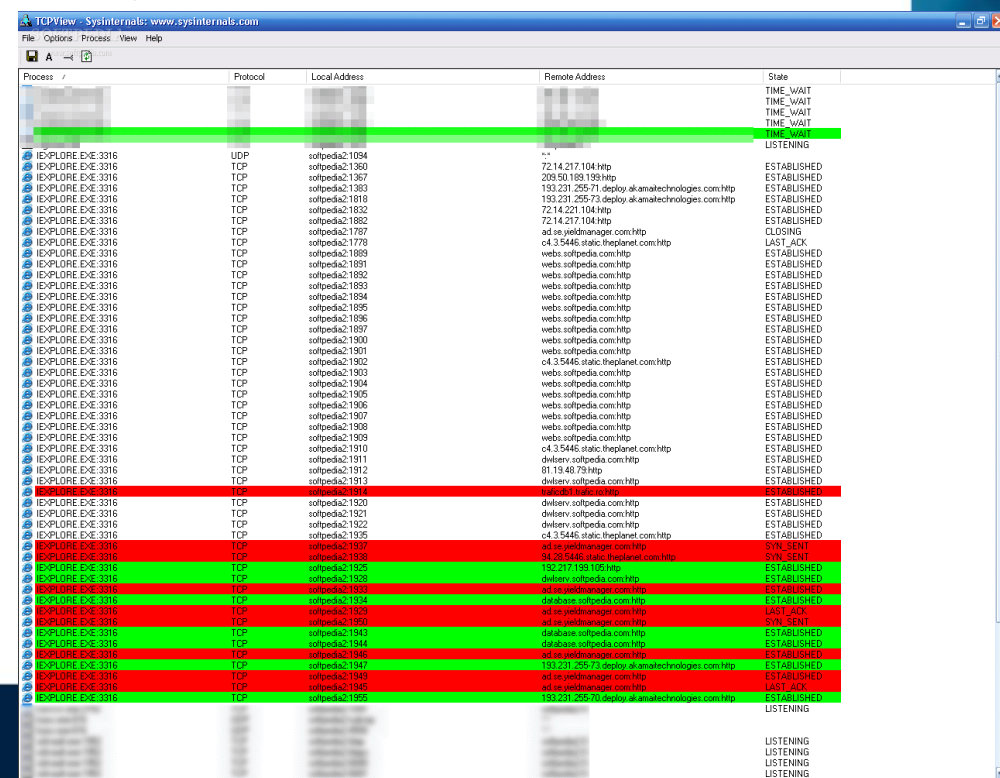 TCPView - Sysinternals: www.sysinternals.com
File Options Process View Help
A
Process / Protocol Local Address Remote Address State
TIME_WAIT
TIME_WAIT
TIME_WAIT
TIME_WAIT
TIME_WAIT
LISTENING
IEXPLORE.EXE:3316 UDP softpedia2:1094 *:*
IEXPLORE.EXE:3316 TCP softpedia2:1360 72.14.217.104:http ESTABLISHED
IEXPLORE.EXE:3316 TCP softpedia2:1367 209.50.189.199:http ESTABLISHED
IEXPLORE.EXE:3316 TCP softpedia2:1383 193.231.255-71.deploy.akamaitechnologies.com:http ESTABLISHED
IEXPLORE.EXE:3316 TCP softpedia2:1818 193.231.255-73.deploy.akamaitechnologies.com:http ESTABLISHED
IEXPLORE.EXE:3316 TCP softpedia2:1832 72.14.221.104:http ESTABLISHED
IEXPLORE.EXE:3316 TCP softpedia2:1882 72.14.217.104:http ESTABLISHED
IEXPLORE.EXE:3316 TCP softpedia2:1787 ad.se.yieldmanager.com:http CLOSING
IEXPLORE.EXE:3316 TCP softpedia2:1778 c4.3.5446.static.theplanet.com:http LAST_ACK
IEXPLORE.EXE:3316 TCP softpedia2:1889 webs.softpedia.com:http ESTABLISHED
IEXPLORE.EXE:3316 TCP softpedia2:1891 webs.softpedia.com:http ESTABLISHED
IEXPLORE.EXE:3316 TCP softpedia2:1892 webs.softpedia.com:http ESTABLISHED
IEXPLORE.EXE:3316 TCP softpedia2:1893 webs.softpedia.com:http ESTABLISHED
IEXPLORE.EXE:3316 TCP softpedia2:1894 webs.softpedia.com:http ESTABLISHED
IEXPLORE.EXE:3316 TCP softpedia2:1895 webs.softpedia.com:http ESTABLISHED
IEXPLORE.EXE:3316 TCP softpedia2:1896 webs.softpedia.com:http ESTABLISHED
IEXPLORE.EXE:3316 TCP softpedia2:1897 webs.softpedia.com:http ESTABLISHED
IEXPLORE.EXE:3316 TCP softpedia2:1900 webs.softpedia.com:http ESTABLISHED
IEXPLORE.EXE:3316 TCP softpedia2:1901 webs.softpedia.com:http ESTABLISHED
IEXPLORE.EXE:3316 TCP softpedia2:1902 c4.3.5446.static.theplanet.com:http ESTABLISHED
IEXPLORE.EXE:3316 TCP softpedia2:1903 webs.softpedia.com:http ESTABLISHED
IEXPLORE.EXE:3316 TCP softpedia2:1904 webs.softpedia.com:http ESTABLISHED
IEXPLORE.EXE:3316 TCP softpedia2:1905 webs.softpedia.com:http ESTABLISHED
IEXPLORE.EXE:3316 TCP softpedia2:1906 webs.softpedia.com:http ESTABLISHED
IEXPLORE.EXE:3316 TCP softpedia2:1907 webs.softpedia.com:http ESTABLISHED
IEXPLORE.EXE:3316 TCP softpedia2:1908 webs.softpedia.com:http ESTABLISHED
IEXPLORE.EXE:3316 TCP softpedia2:1909 webs.softpedia.com:http ESTABLISHED
IEXPLORE.EXE:3316 TCP softpedia2:1910 c4.3.5446.static.theplanet.com:http ESTABLISHED
IEXPLORE.EXE:3316 TCP softpedia2:1911 dwlserv.softpedia.com:http ESTABLISHED
IEXPLORE.EXE:3316 TCP softpedia2:1912 81.19.48.79:http ESTABLISHED
IEXPLORE.EXE:3316 TCP softpedia2:1913 dwlserv.softpedia.com:http ESTABLISHED
IEXPLORE.EXE:3316 TCP softpedia2:1914 trafic.db1.trafic.ro:http ESTABLISHED
IEXPLORE.EXE:3316 TCP softpedia2:1920 dwlserv.softpedia.com:http ESTABLISHED
IEXPLORE.EXE:3316 TCP softpedia2:1921 dwlserv.softpedia.com:http ESTABLISHED
IEXPLORE.EXE:3316 TCP softpedia2:1922 dwlserv.softpedia.com:http ESTABLISHED
IEXPLORE.EXE:3316 TCP softpedia2:1935 c4.3.5446.static.theplanet.com:http ESTABLISHED
IEXPLORE.EXE:3316 TCP softpedia2:1937 ad.se.yieldmanager.com:http SYN_SENT
IEXPLORE.EXE:3316 TCP softpedia2:1938 94.28.5446.static.theplanet.com:http SYN_SENT
IEXPLORE.EXE:3316 TCP softpedia2:1925 192.217.199.105:http ESTABLISHED
IEXPLORE.EXE:3316 TCP softpedia2:1928 dwlserv.softpedia.com:http ESTABLISHED
IEXPLORE.EXE:3316 TCP softpedia2:1933 ad.se.yieldmanager.com:http ESTABLISHED
IEXPLORE.EXE:3316 TCP softpedia2:1934 database.softpedia.com:http ESTABLISHED
IEXPLORE.EXE:3316 TCP softpedia2:1929 ad.se.yieldmanager.com:http LAST_ACK
IEXPLORE.EXE:3316 TCP softpedia2:1950 ad.se.yieldmanager.com:http SYN_SENT
IEXPLORE.EXE:3316 TCP softpedia2:1943 database.softpedia.com:http ESTABLISHED
IEXPLORE.EXE:3316 TCP softpedia2:1944 database.softpedia.com:http ESTABLISHED
IEXPLORE.EXE:3316 TCP softpedia2:1946 ad.se.yieldmanager.com:http ESTABLISHED
IEXPLORE.EXE:3316 TCP softpedia2:1947 193.231.255-73.deploy.akamaitechnologies.com:http ESTABLISHED
IEXPLORE.EXE:3316 TCP softpedia2:1949 ad.se.yieldmanager.com:http ESTABLISHED
IEXPLORE.EXE:3316 TCP softpedia2:1945 ad.se.yieldmanager.com:http LAST_ACK
IEXPLORE.EXE:3316 TCP softpedia2:1955 193.231.255-70.deploy.akamaitechnologies.com:http ESTABLISHED
LISTENING
LISTENING
LISTENING
LISTENING
LISTENING